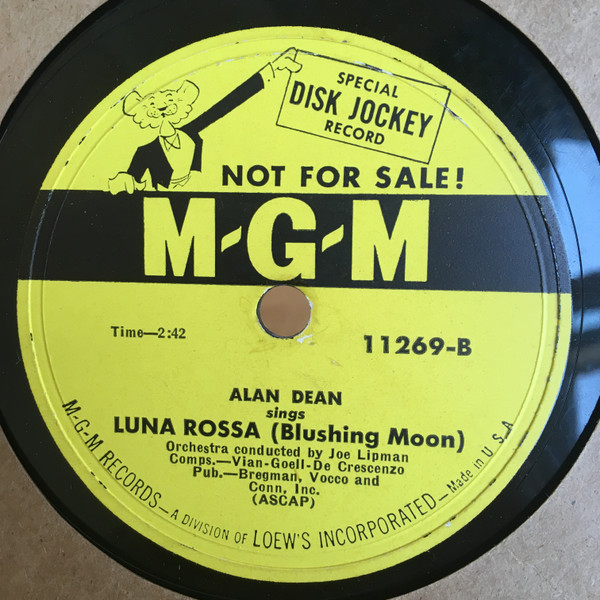 SPECIAL
DISK JOCKEY
RECORD
NOT FOR SALE!
M-G-M
Time—2:42
11269-B
ALAN DEAN
sings
LUNA ROSSA (Blushing Moon)
Orchestra conducted by Joe Lipman
Comps.—Vian-Goell-De Crescenzo
Pub.—Bregman, Vocco and
Conn, Inc.
(ASCAP)
M-G-M RECORDS—A DIVISION OF LOEW'S INCORPORATED—Made in U.S.A